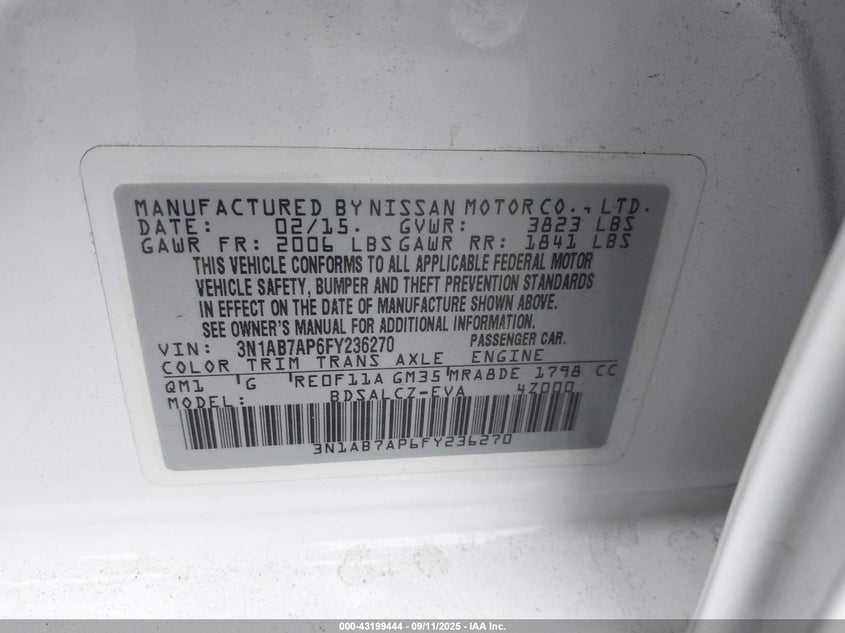 MANUFACTURED BY NISSAN MOTOR CO., LTD.
DATE: 02/15. GVWR: 3823 LBS
GAWR FR: 2006 LBS GAWR RR: 1841 LBS
THIS VEHICLE CONFORMS TO ALL APPLICABLE FEDERAL MOTOR
VEHICLE SAFETY, BUMPER AND THEFT PREVENTION STANDARDS
IN EFFECT ON THE DATE OF MANUFACTURE SHOWN ABOVE.
SEE OWNER'S MANUAL FOR ADDITIONAL INFORMATION.
VIN: 3N1AB7AP6FY236270 PASSENGER CAR.
COLOR TRIM TRANS AXLE ENGINE
QM1 G RE0F11A GM35 MRA8DE 1798 CC
MODEL: BDSALCZ-EVA 4Z000
3N1AB7AP6FY236270
000-43199444 - 09/11/2025 - IAA Inc.